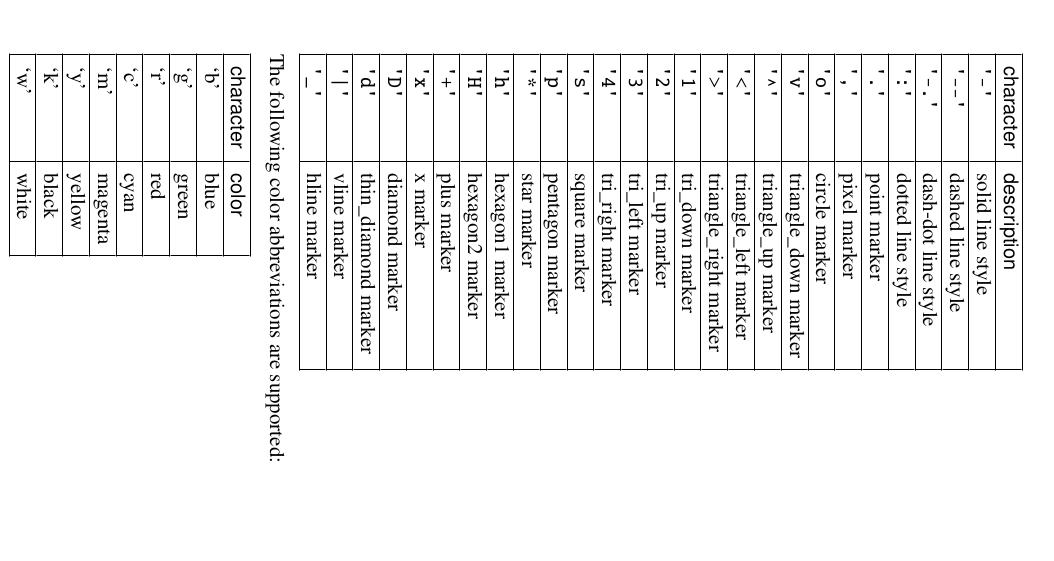 character description
'-' solid line style
'--' dashed line style
'-.' dash-dot line style
':' dotted line style
'.' point marker
',' pixel marker
'o' circle marker
'v' triangle_down marker
'^' triangle_up marker
'<' triangle_left marker
'>' triangle_right marker
'1' tri_down marker
'2' tri_up marker
'3' tri_left marker
'4' tri_right marker
's' square marker
'p' pentagon marker
'*' star marker
'h' hexagon1 marker
'H' hexagon2 marker
'+' plus marker
'x' x marker
'D' diamond marker
'd' thin_diamond marker
'|' vline marker
'_' hline marker
The following color abbreviations are supported:
character color
‘b’ blue
‘g’ green
‘r’ red
‘c’ cyan
‘m’ magenta
‘y’ yellow
‘k’ black
‘w’ white